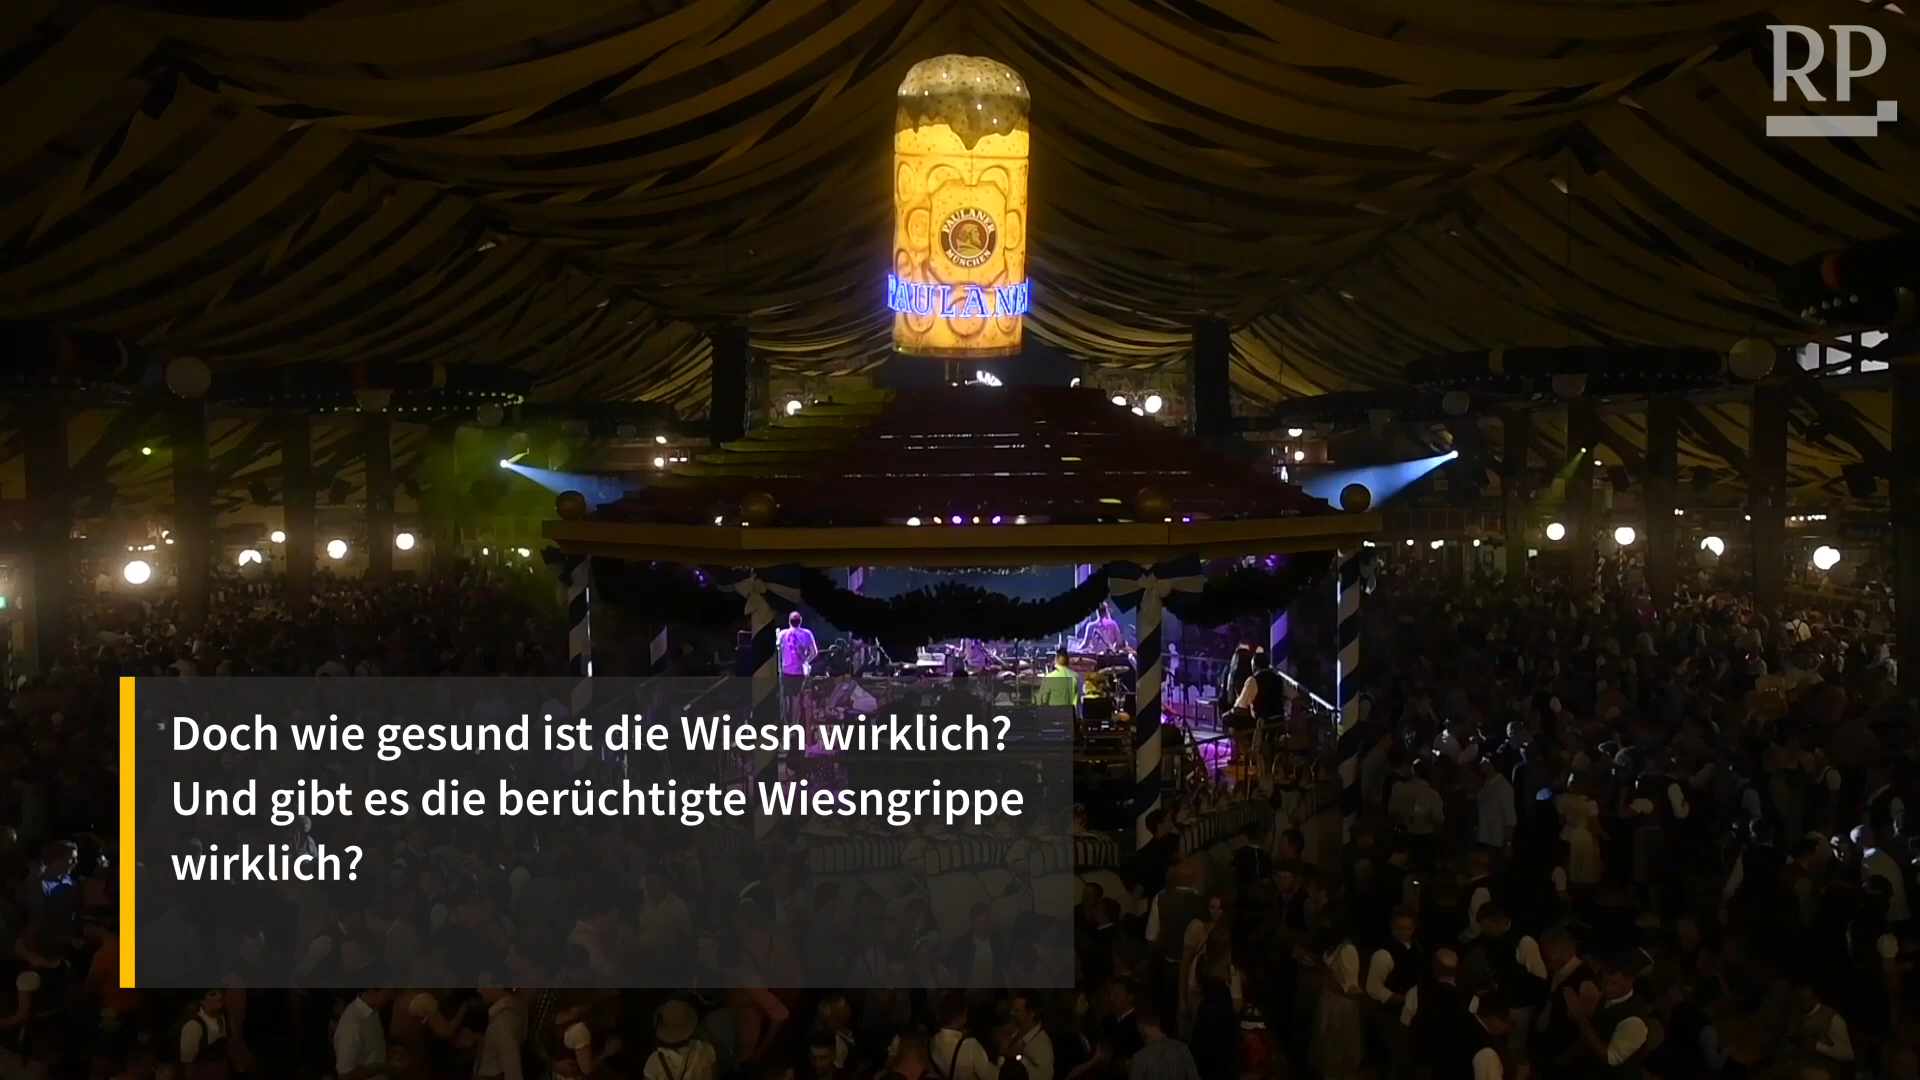 RP
PAULANER
MÜNCHEN
PAULANER
Doch wie gesund ist die Wiesn wirklich?
Und gibt es die berüchtigte Wiesngrippe
wirklich?